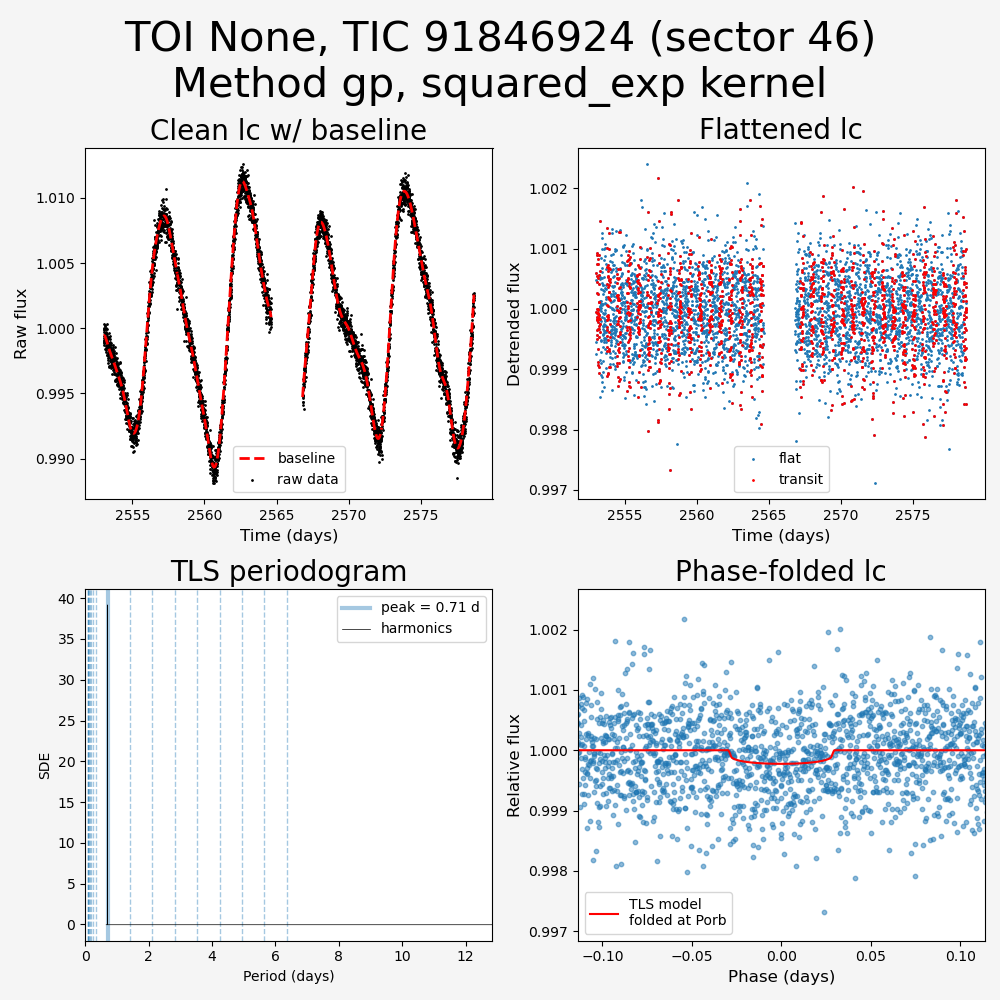 TOI None, TIC 91846924 (sector 46)
Method gp, squared_exp kernel
Clean lc w/ baseline
Raw flux
1.010
1.005
1.000
0.995
0.990
baseline
raw data
2555
2560
2565
2570
2575
Time (days)
Flattened lc
Detrended flux
1.002
1.001
1.000
0.999
0.998
0.997
flat
transit
2555
2560
2565
2570
2575
Time (days)
TLS periodogram
SDE
40
35
30
25
20
15
10
5
0
peak = 0.71 d
harmonics
0
2
4
6
8
10
12
Period (days)
Phase-folded lc
Relative flux
1.002
1.001
1.000
0.999
0.998
0.997
TLS model
folded at Porb
−0.10
−0.05
0.00
0.05
0.10
Phase (days)